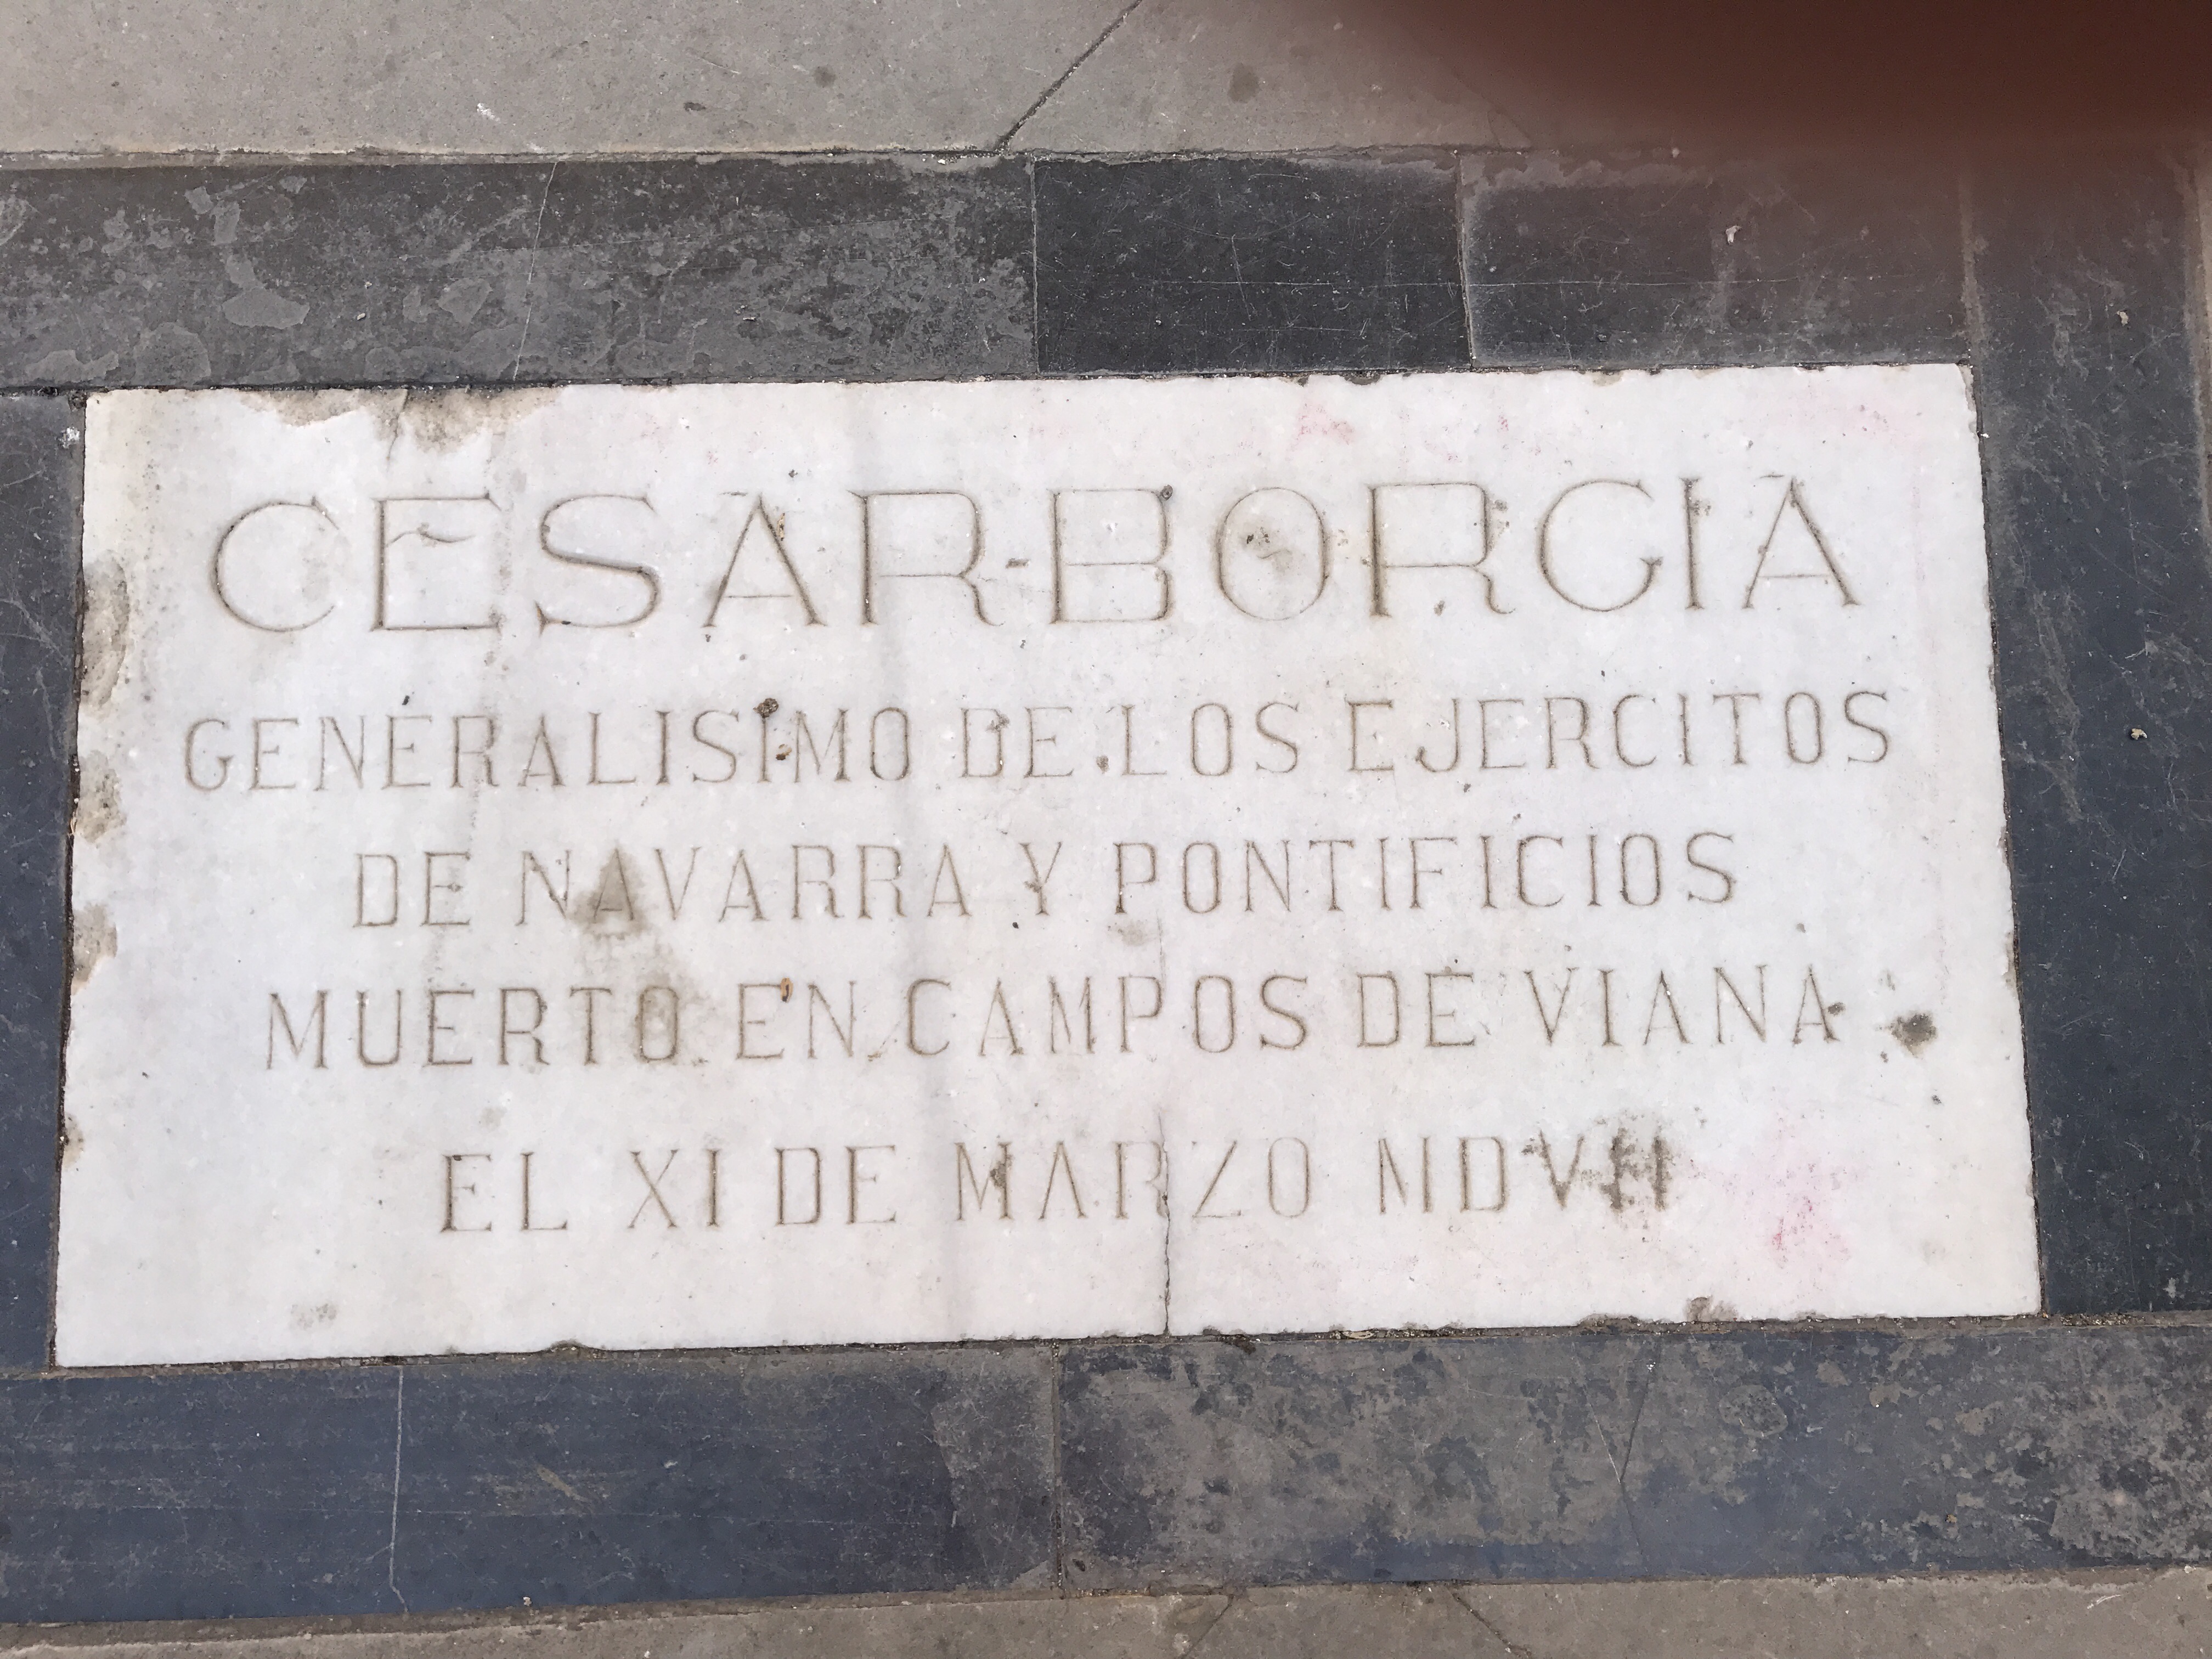 CESAR-BORGIA
GENERALISIMO DE LOS EJERCITOS
DE NAVARRA Y PONTIFICIOS
MUERTO EN CAMPOS DE VIANA
EL XI DE MARZO MDVII